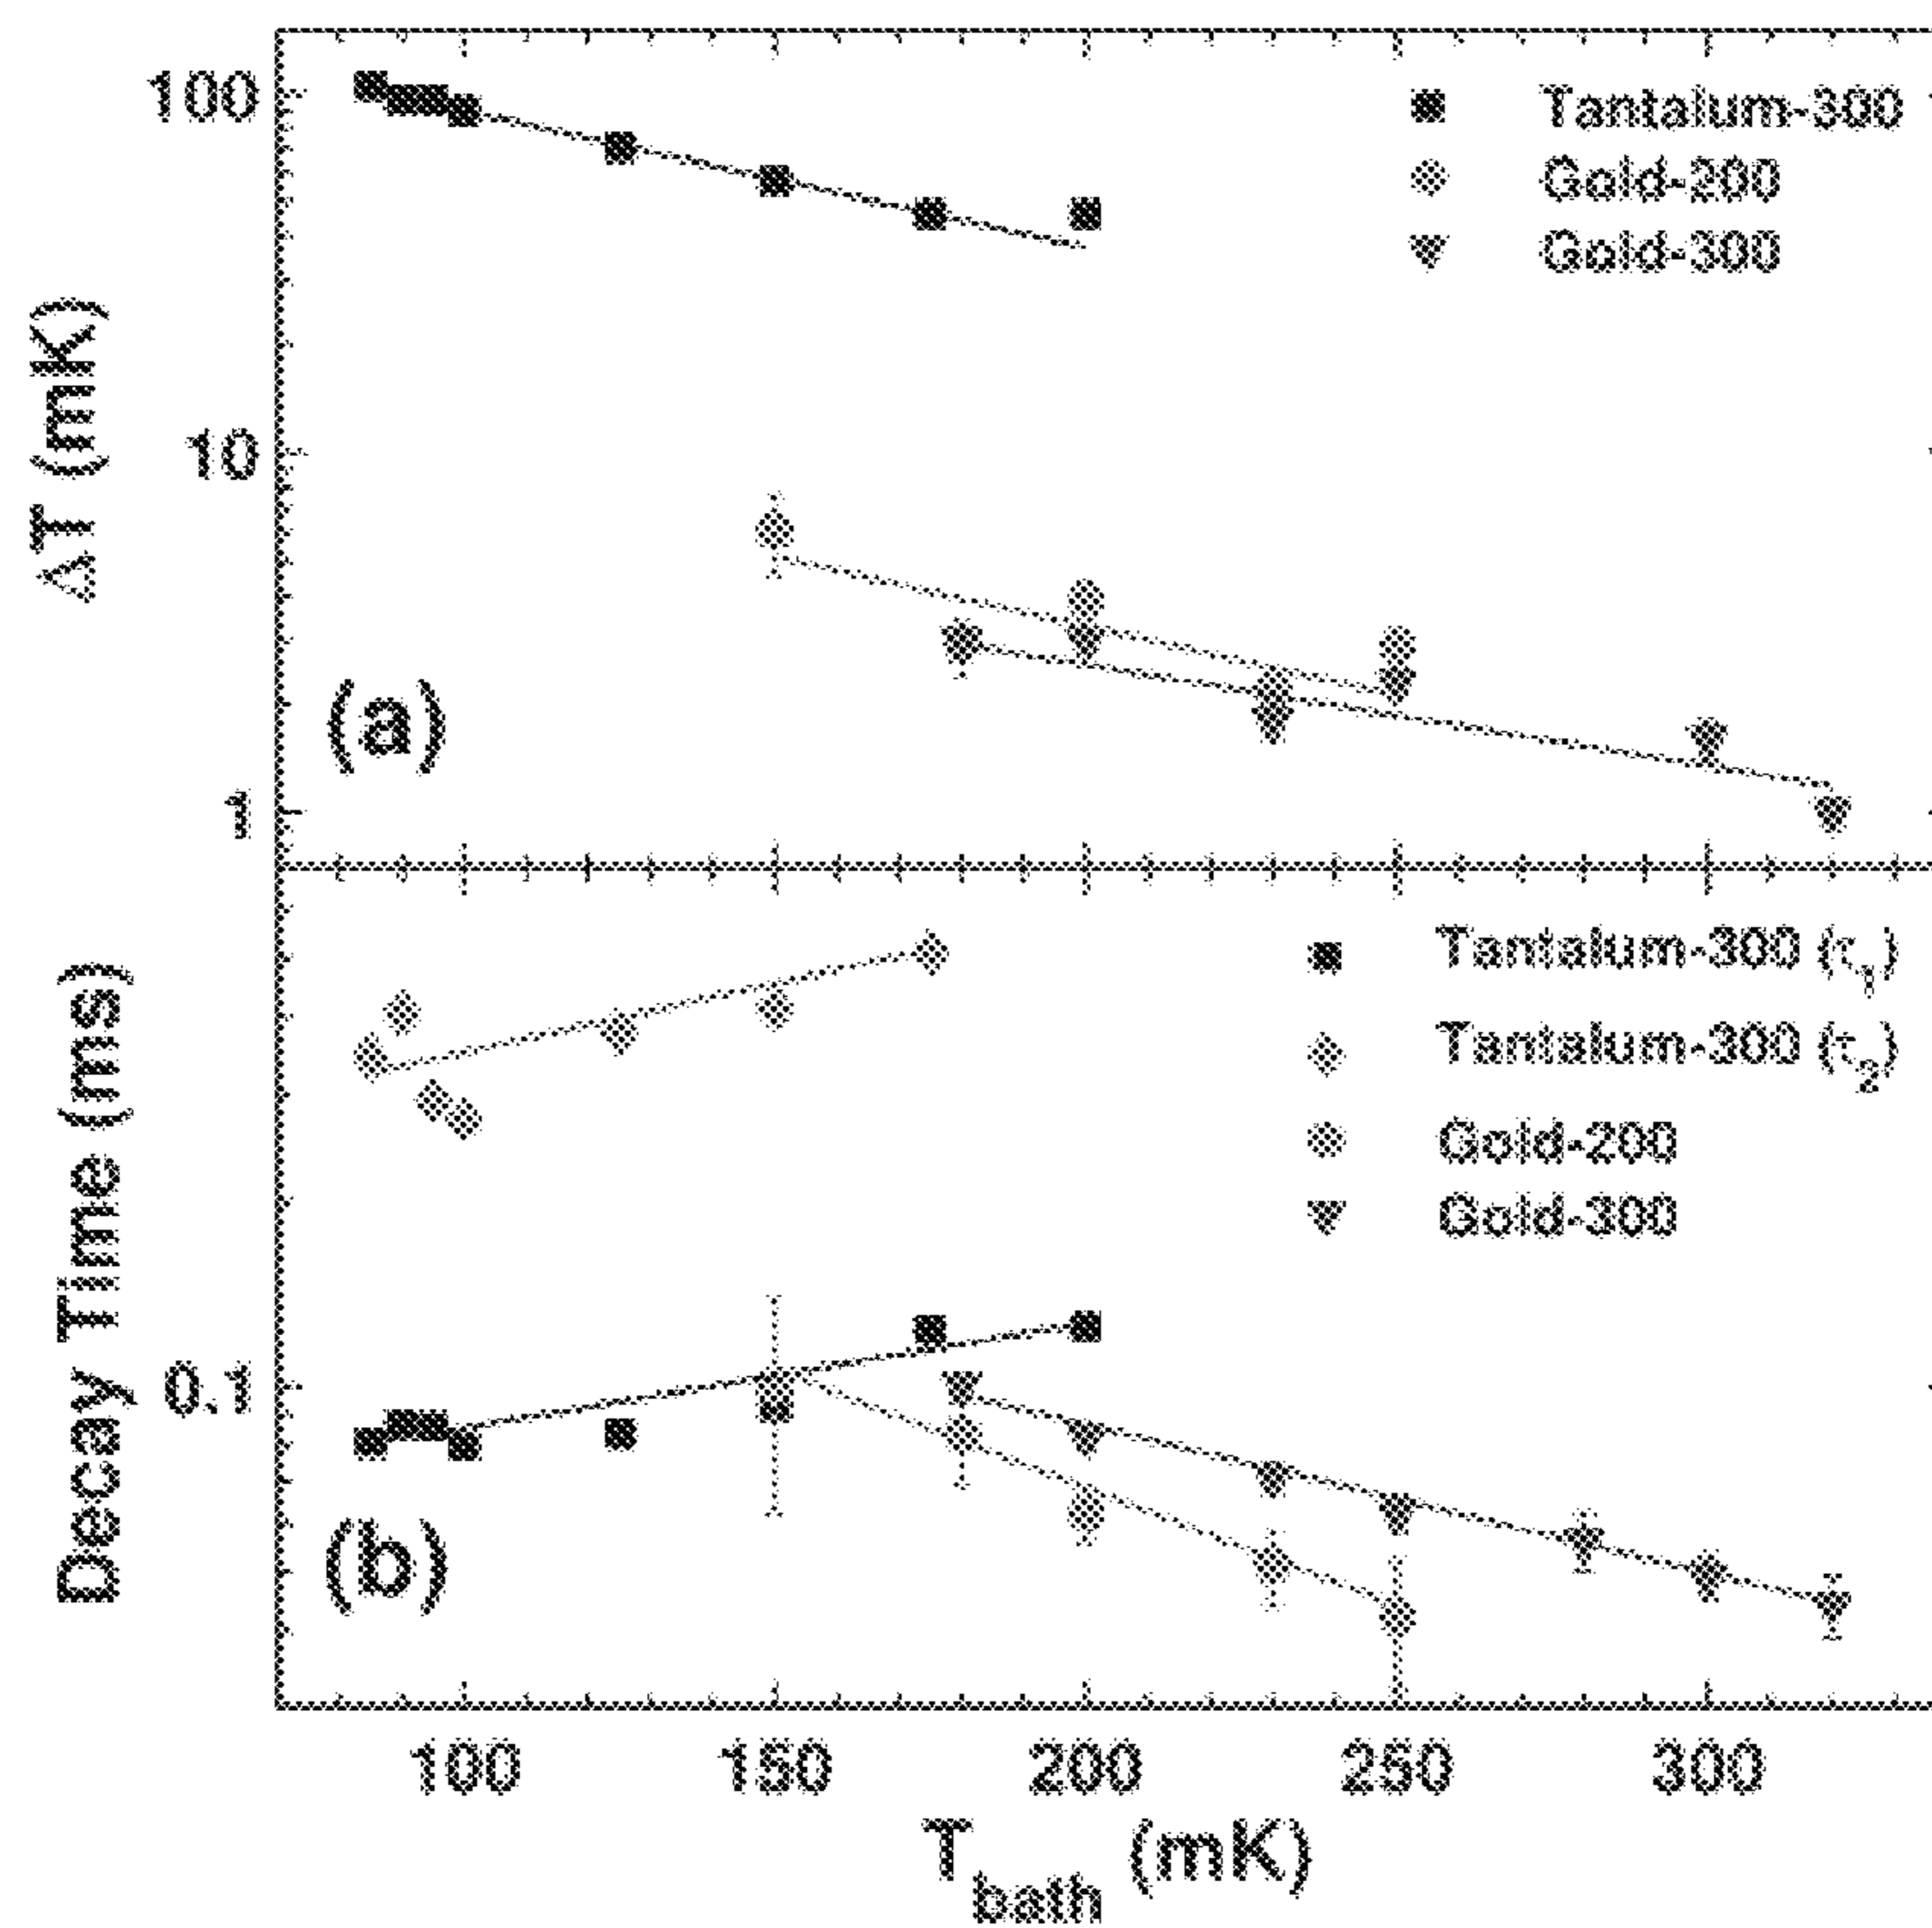 100
10
1
ΔT (mK)
Tantalum-300
Gold-200
Gold-300
(a)
Decay Time (ms)
0.1
Tantalum-300 (τ₁)
Tantalum-300 (τ₂)
Gold-200
Gold-300
(b)
100 150 200 250 300
T_bath (mK)